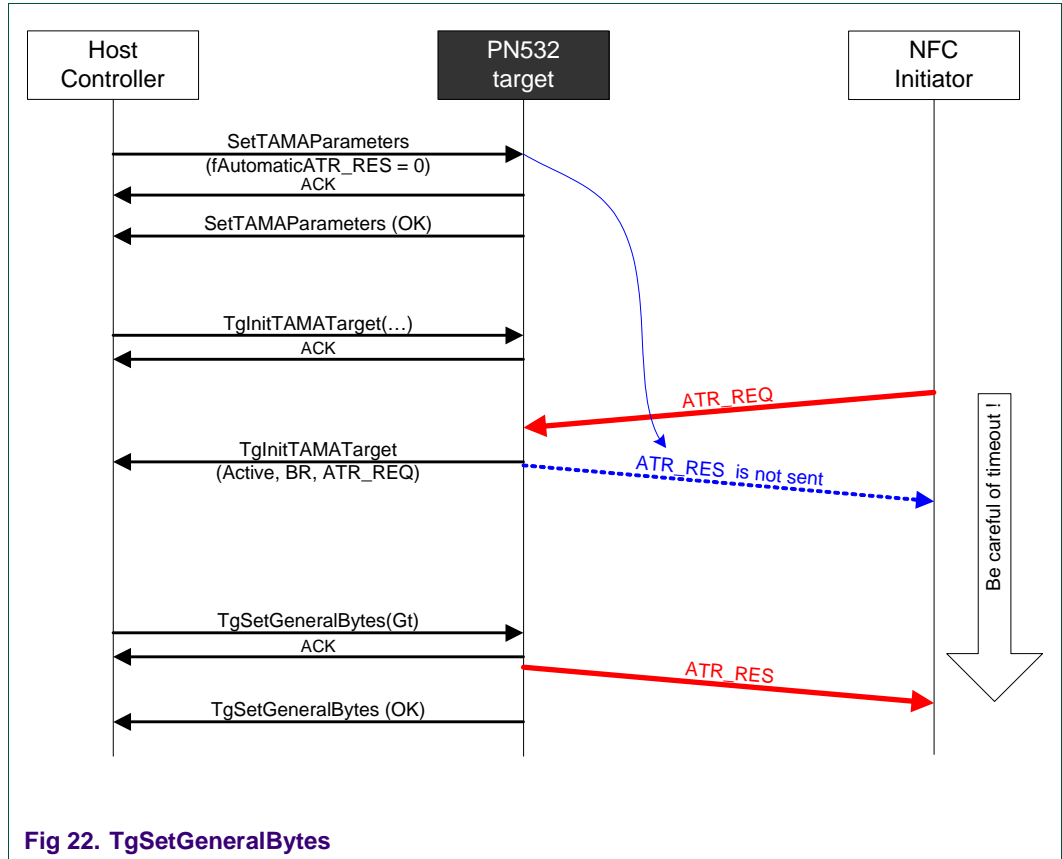 Host
Controller
PN532
target
NFC
Initiator
SetTAMAParameters
(fAutomaticATR_RES = 0)
ACK
SetTAMAParameters (OK)
TgInitTAMATarget(…)
ACK
ATR_REQ
TgInitTAMATarget
(Active, BR, ATR_REQ)
ATR_RES is not sent
Be careful of timeout !
TgSetGeneralBytes(Gt)
ACK
ATR_RES
TgSetGeneralBytes (OK)
Fig 22. TgSetGeneralBytes